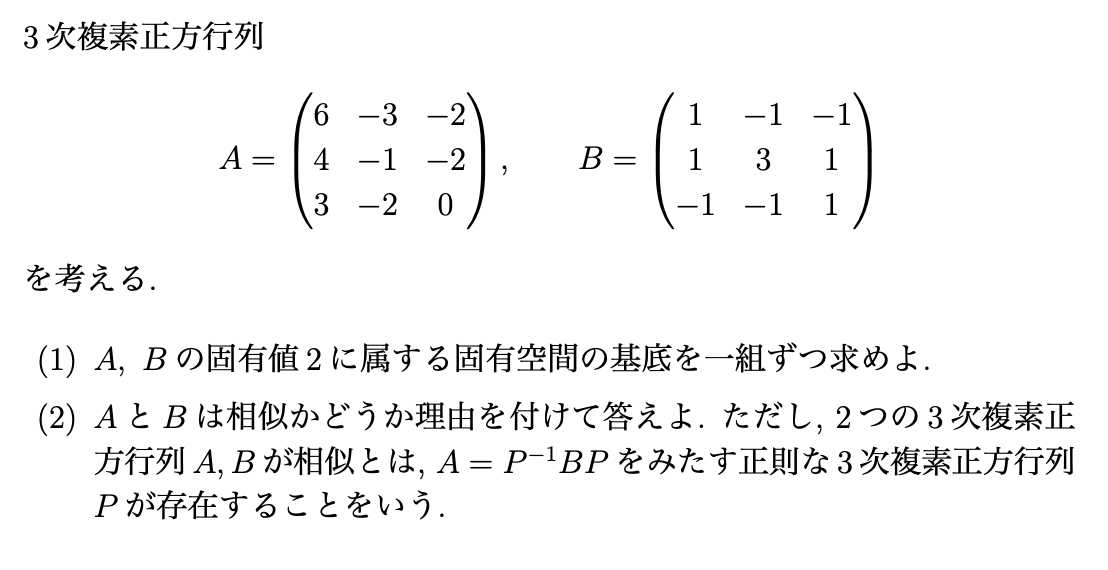 3 次複素正方行列
A = \begin{pmatrix} 6 & -3 & -2 \\ 4 & -1 & -2 \\ 3 & -2 & 0 \end{pmatrix}, B = \begin{pmatrix} 1 & -1 & -1 \\ 1 & 3 & 1 \\ -1 & -1 & 1 \end{pmatrix}
を考える.
(1) A, B の固有値 2 に属する固有空間の基底を一組ずつ求めよ.
(2) A と B は相似かどうか理由を付けて答えよ. ただし, 2 つの 3 次複素正
方行列 A, B が相似とは, A = P^{-1}BP をみたす正則な 3 次複素正方行列
P が存在することをいう.